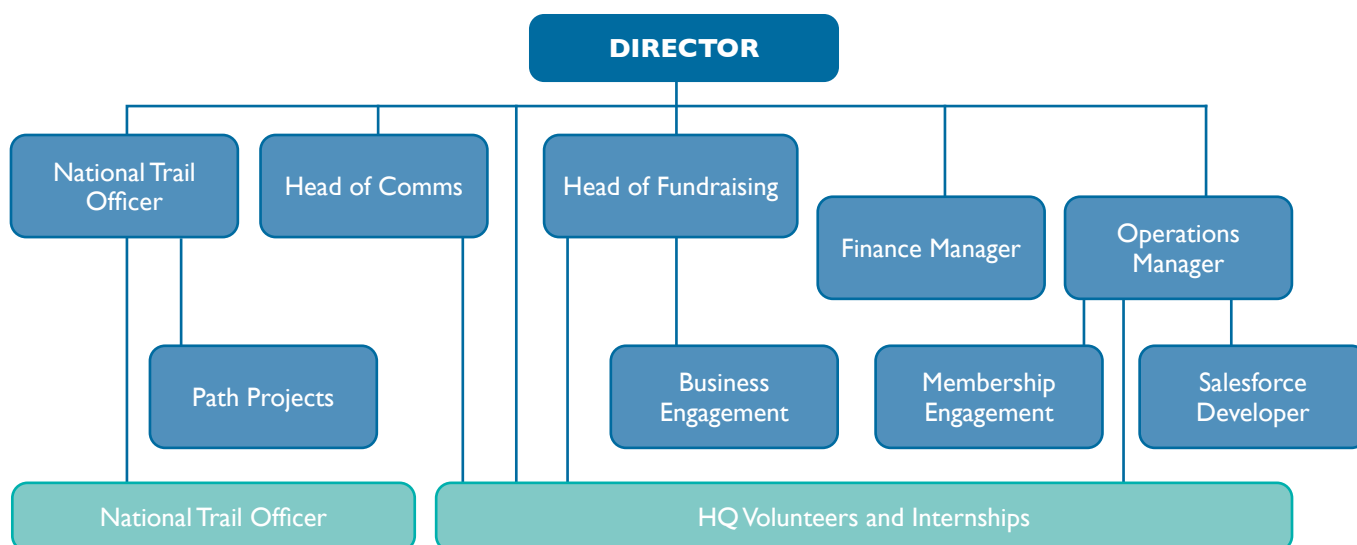 DIRECTOR
National Trail
Officer
Head of Comms
Head of Fundraising
Finance Manager
Operations
Manager
Path Projects
Business
Engagement
Membership
Engagement
Salesforce
Developer
National Trail Officer
HQ Volunteers and Internships